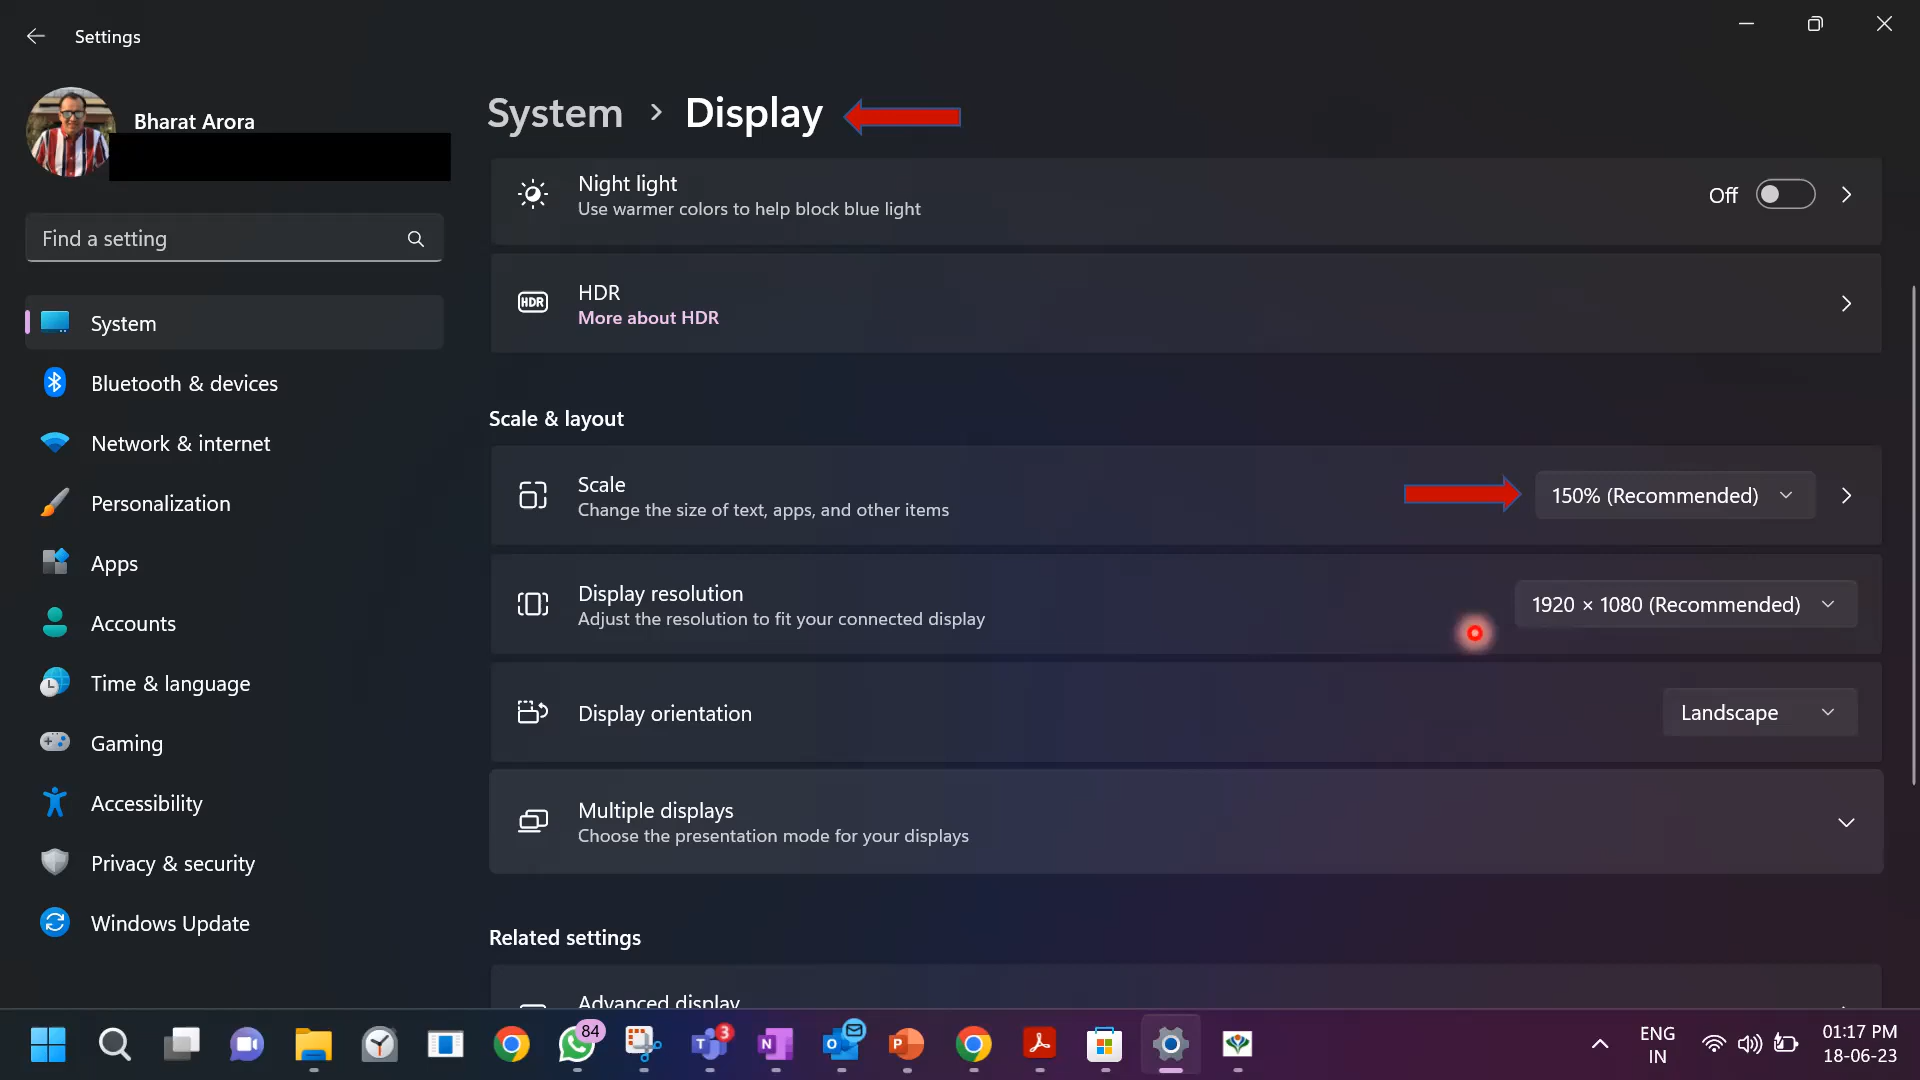 Settings
Bharat Arora
Find a setting
System
Bluetooth & devices
Network & internet
Personalization
Apps
Accounts
Time & language
Gaming
Accessibility
Privacy & security
Windows Update
System > Display
Night light
Use warmer colors to help block blue light
Off
HDR
HDR
More about HDR
Scale & layout
Scale
Change the size of text, apps, and other items
150% (Recommended)
Display resolution
Adjust the resolution to fit your connected display
1920 × 1080 (Recommended)
Display orientation
Landscape
Multiple displays
Choose the presentation mode for your displays
Related settings
Advanced display
84
3
T
N
O
P
ENG
IN
01:17 PM
18-06-23